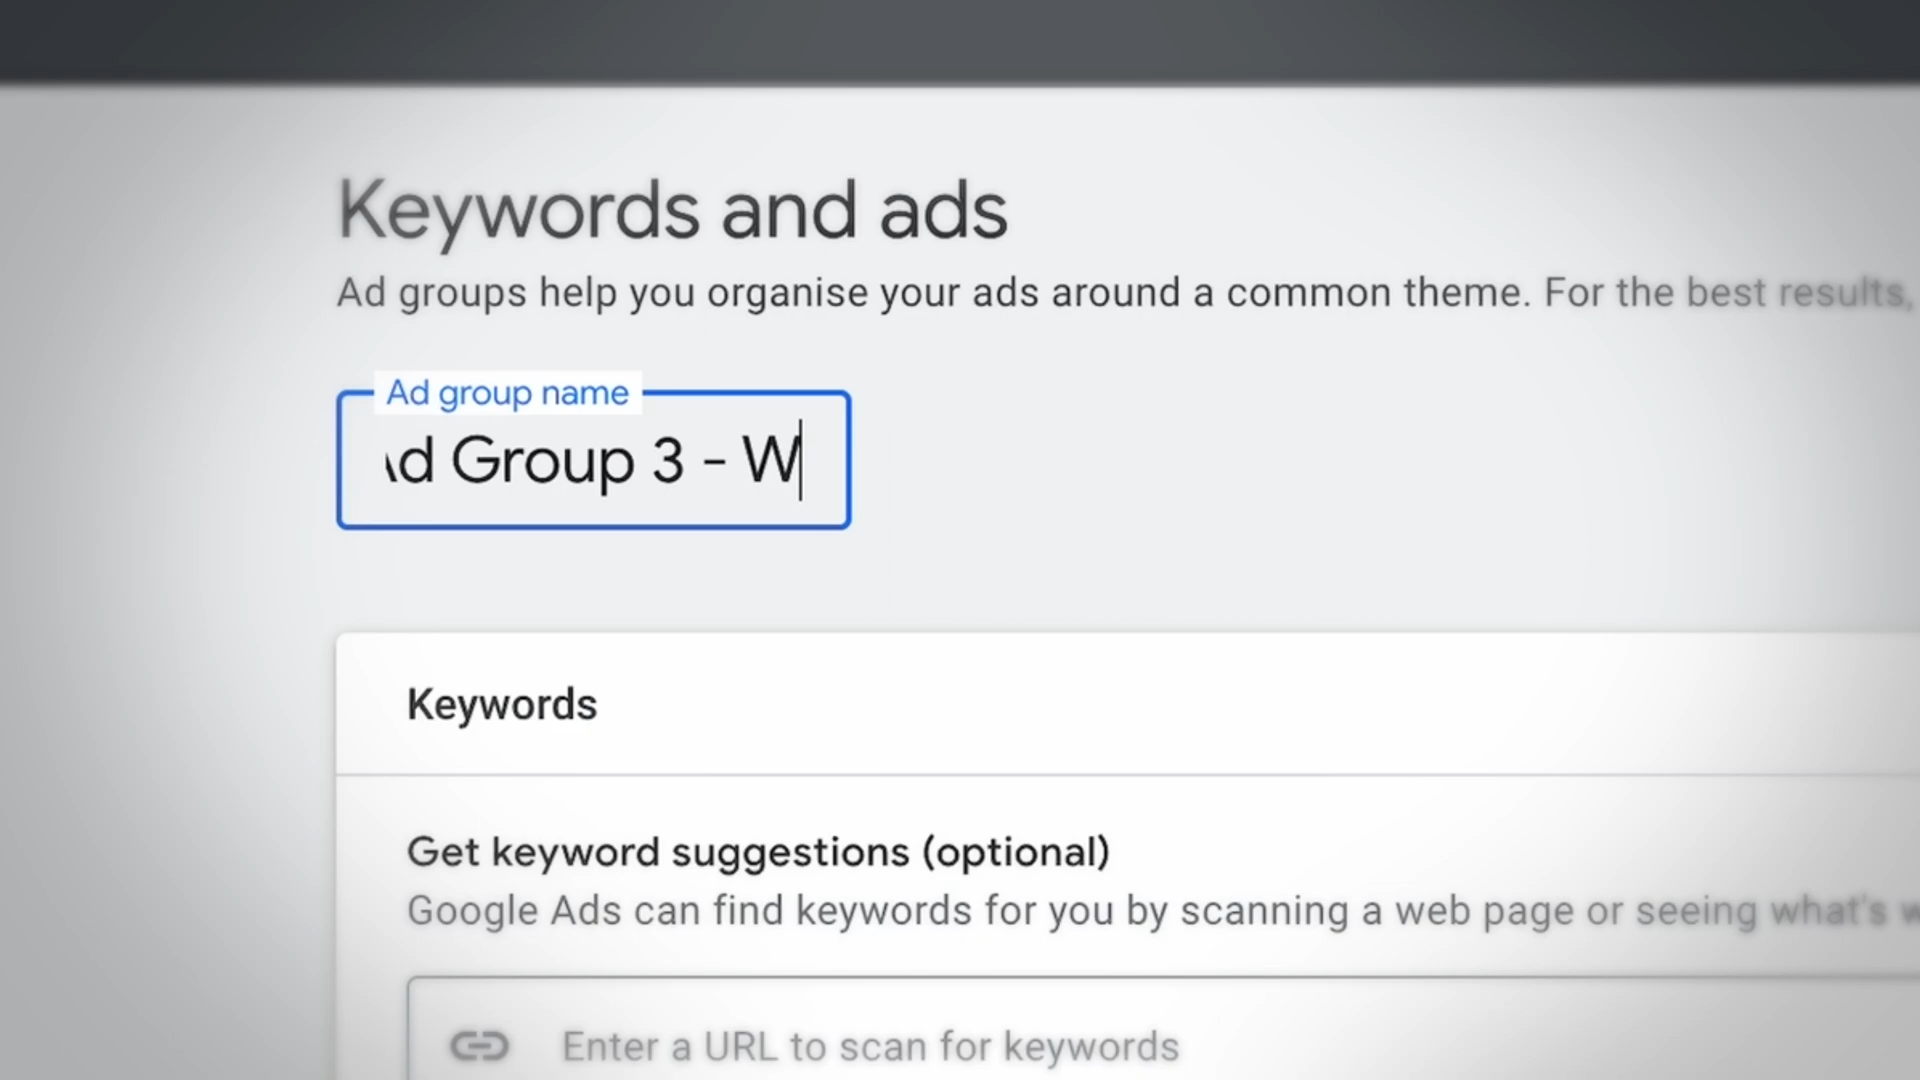 Keywords and ads
Ad groups help you organise your ads around a common theme. For the best results,
Ad group name
Ad Group 3 - W
Keywords
Get keyword suggestions (optional)
Google Ads can find keywords for you by scanning a web page or seeing what's
Enter a URL to scan for keywords